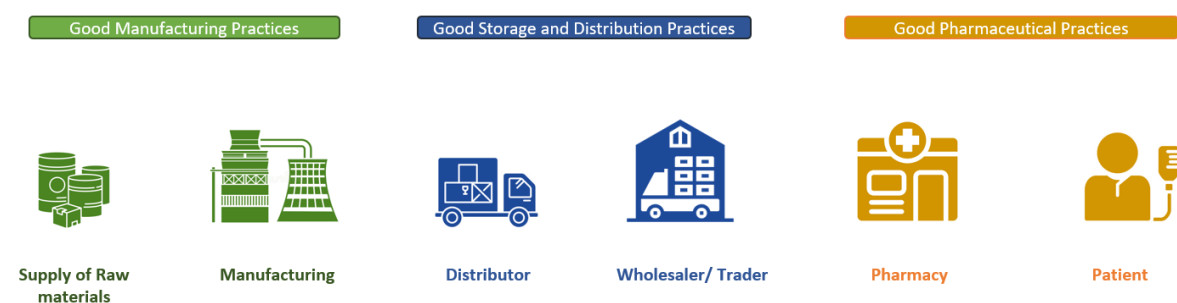 Good Manufacturing Practices
Good Storage and Distribution Practices
Good Pharmaceutical Practices
Supply of Raw
materials
Manufacturing
Distributor
Wholesaler/ Trader
Pharmacy
Patient